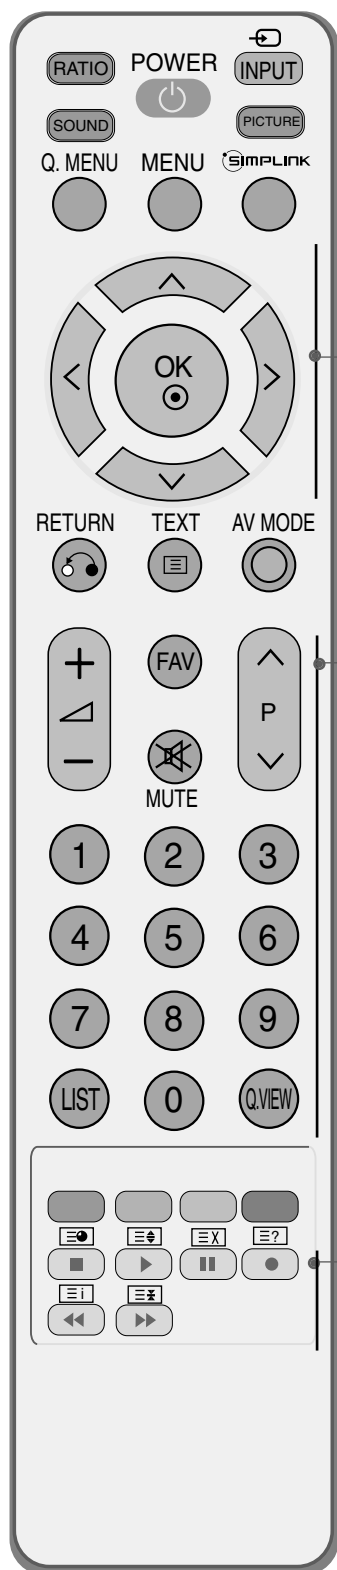 POWER
RATIO INPUT
SOUND PICTURE
Q. MENU MENU SIMPLINK
OK
RETURN TEXT AV MODE
FAV
P
MUTE
1 2 3
4 5 6
7 8 9
LIST 0 Q.VIEW
X ?
i